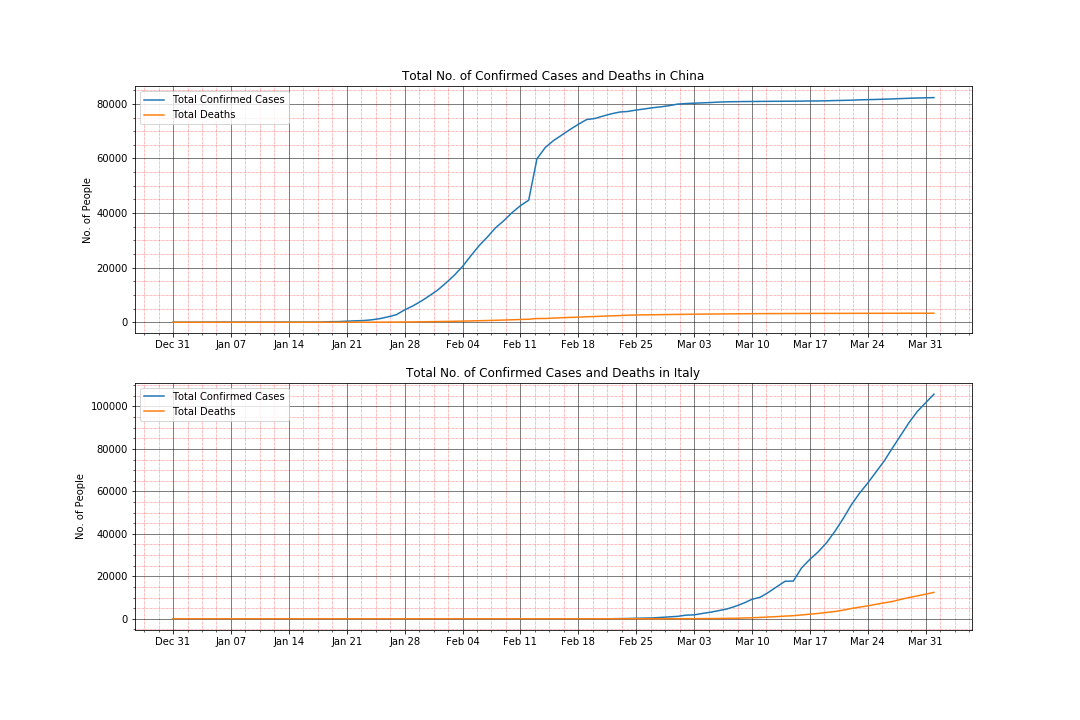 Total No. of Confirmed Cases and Deaths in China
Total Confirmed Cases
Total Deaths
No. of People
80000
60000
40000
20000
0
Dec 31 Jan 07 Jan 14 Jan 21 Jan 28 Feb 04 Feb 11 Feb 18 Feb 25 Mar 03 Mar 10 Mar 17 Mar 24 Mar 31
Total No. of Confirmed Cases and Deaths in Italy
Total Confirmed Cases
Total Deaths
No. of People
100000
80000
60000
40000
20000
0
Dec 31 Jan 07 Jan 14 Jan 21 Jan 28 Feb 04 Feb 11 Feb 18 Feb 25 Mar 03 Mar 10 Mar 17 Mar 24 Mar 31